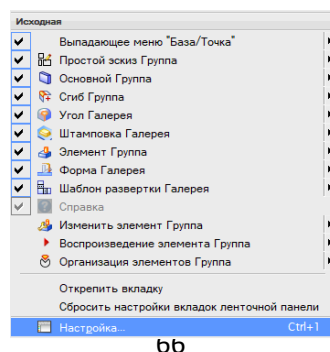 Исходная
Выпадающее меню "База/Точка"
Простой эскиз Группа
Основной Группа
Сгиб Группа
Угол Галерея
Штамповка Галерея
Элемент Группа
Форма Галерея
Шаблон развертки Галерея
Справка
Изменить элемент Группа
Воспроизведение элемента Группа
Организация элементов Группа
Открепить вкладку
Сбросить настройки вкладок ленточной панели
Настройка... Ctrl+1